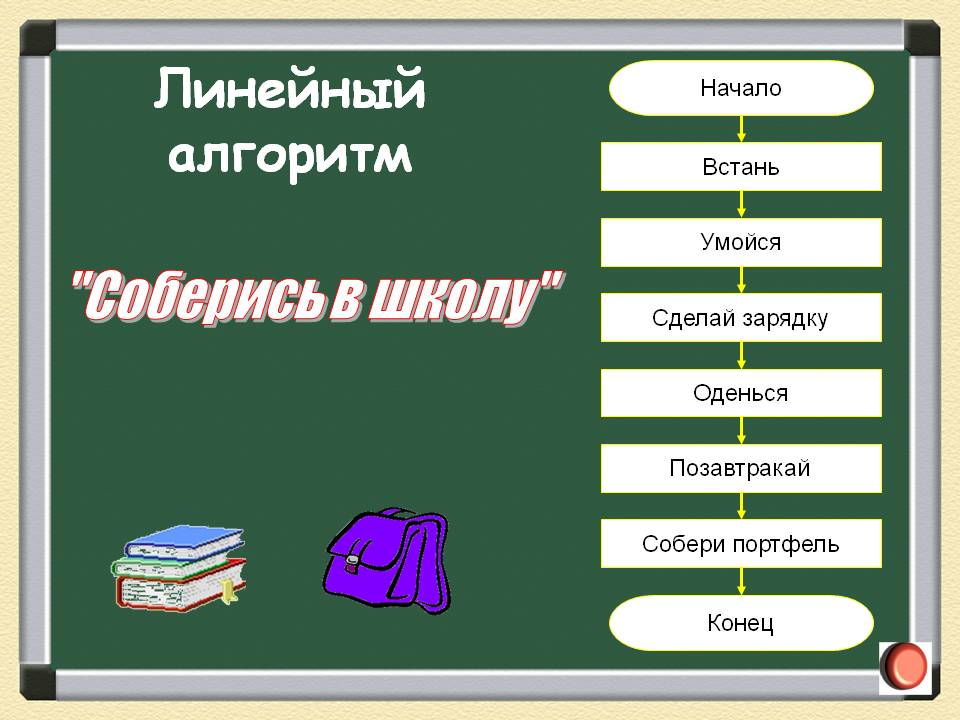 Линейный
алгоритм
"Соберись в школу"
Начало
Встань
Умойся
Сделай зарядку
Оденься
Позавтракай
Собери портфель
Конец